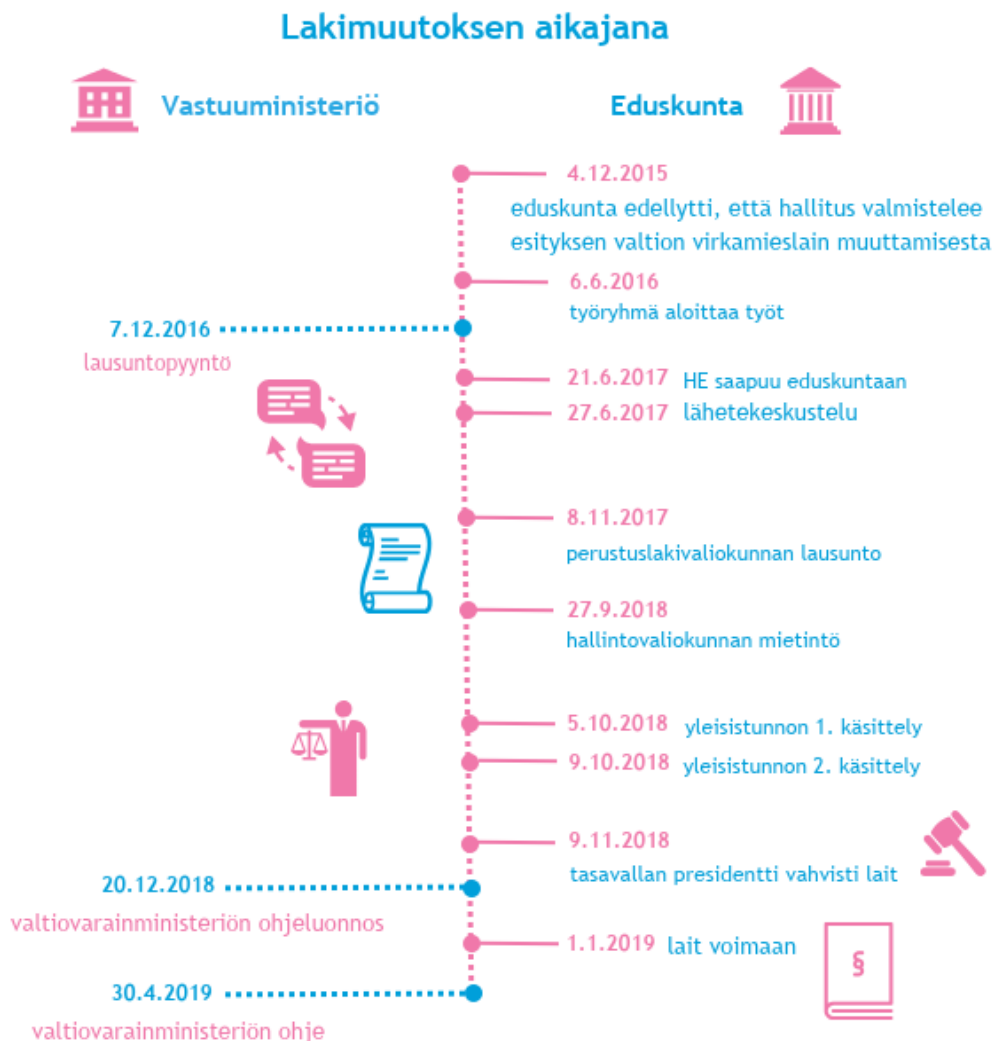 Lakimuutoksen aikajana
Vastuuministeriö
Eduskunta
4.12.2015
eduskunta edellytti, että hallitus valmistelee
esityksen valtion virkamieslain muuttamisesta
6.6.2016
työryhmä aloittaa työt
7.12.2016
lausuntopyyntö
21.6.2017 HE saapuu eduskuntaan
27.6.2017 lähetekeskustelu
8.11.2017
perustuslakivaliokunnan lausunto
27.9.2018
hallintovaliokunnan mietintö
5.10.2018 yleisistunnon 1. käsittely
9.10.2018 yleisistunnon 2. käsittely
9.11.2018
tasavallan presidentti vahvisti lait
20.12.2018
valtiovarainministeriön ohjeluonnos
1.1.2019 lait voimaan
§
30.4.2019
valtiovarainministeriön ohje